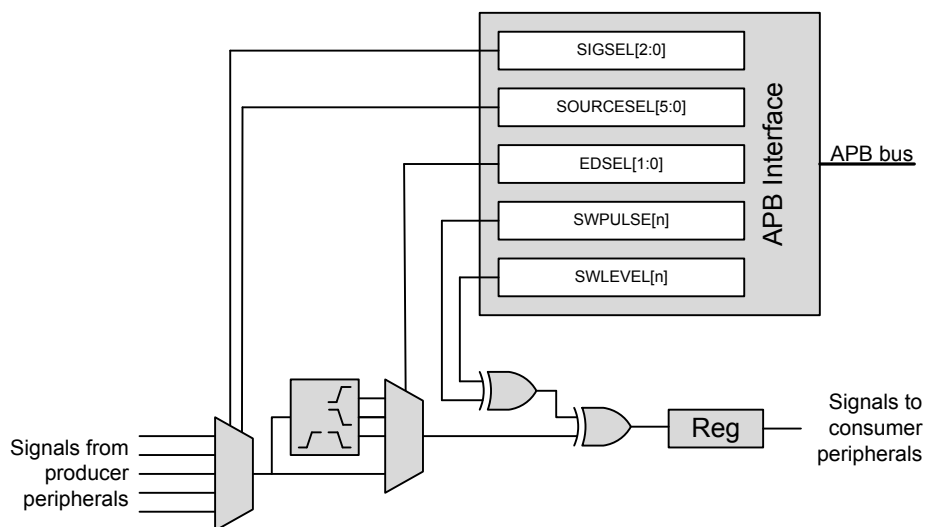 SIGSEL[2:0]
SOURCESEL[5:0]
EDSEL[1:0]
SWPULSE[n]
SWLEVEL[n]
APB Interface
APB bus
Signals from
producer
peripherals
Reg
Signals to
consumer
peripherals